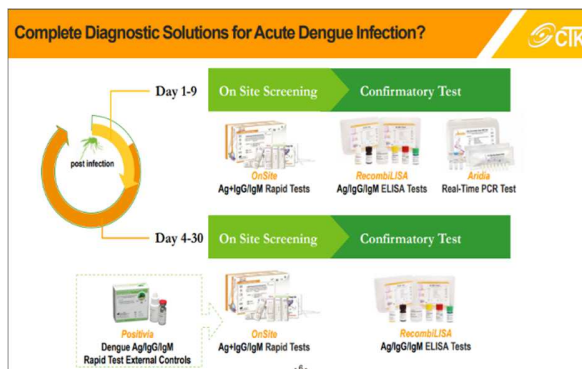 Complete Diagnostic Solutions for Acute Dengue Infection?
CTK
Day 1-9
On Site Screening
Confirmatory Test
post infection
OnSite
Ag+IgG/IgM Rapid Tests
RecombiLISA
Ag/IgG/IgM ELISA Tests
Aridia
Real-Time PCR Test
Day 4-30
On Site Screening
Confirmatory Test
Positivia
Dengue Ag/IgG/IgM
Rapid Test External Controls
OnSite
Ag+IgG/IgM Rapid Tests
RecombiLISA
Ag/IgG/IgM ELISA Tests